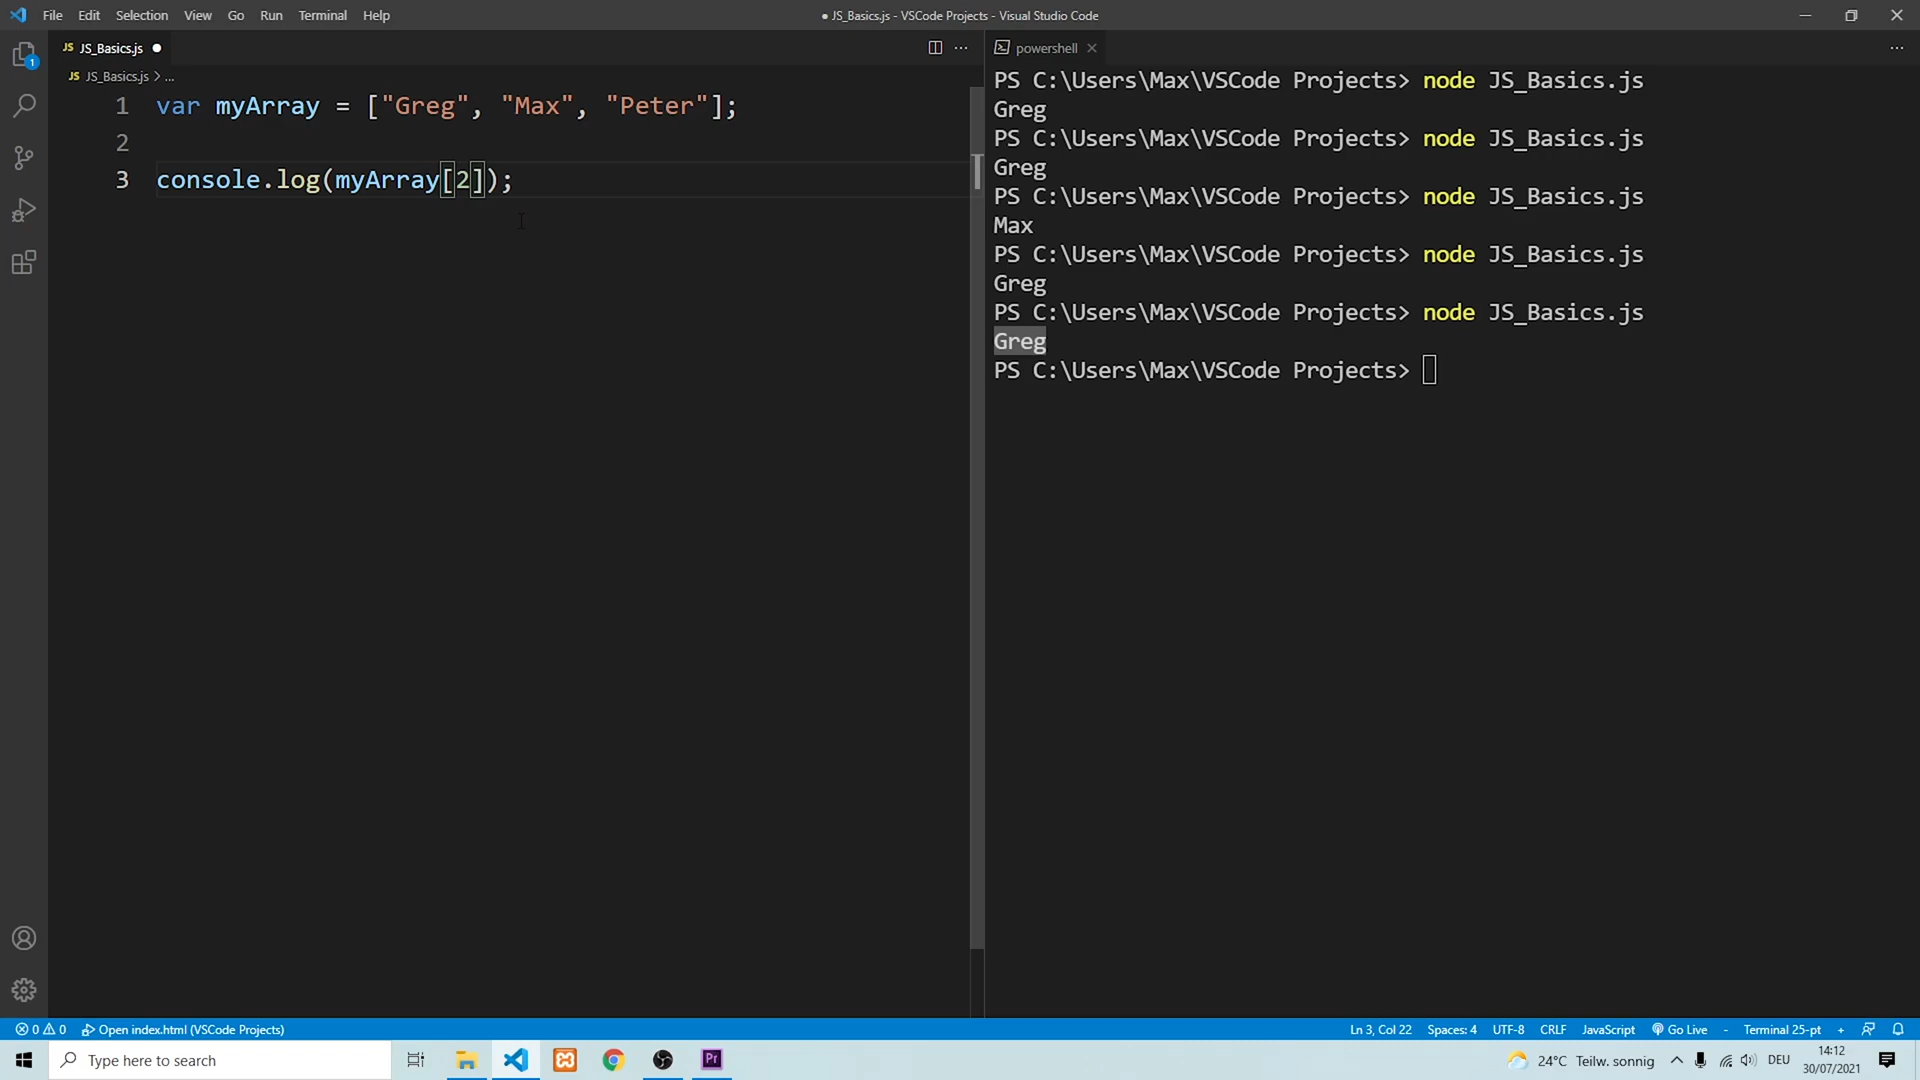 File Edit Selection View Go Run Terminal Help
● JS_Basics.js - VSCode Projects - Visual Studio Code
JS JS_Basics.js ●
JS JS_Basics.js > ...
1 var myArray = ["Greg", "Max", "Peter"];
2
3 console.log(myArray[2]);
powershell
PS C:\Users\Max\VSCode Projects> node JS_Basics.js
Greg
PS C:\Users\Max\VSCode Projects> node JS_Basics.js
Greg
PS C:\Users\Max\VSCode Projects> node JS_Basics.js
Max
PS C:\Users\Max\VSCode Projects> node JS_Basics.js
Greg
PS C:\Users\Max\VSCode Projects> node JS_Basics.js
Greg
PS C:\Users\Max\VSCode Projects>
1
0 0 Open index.html (VSCode Projects)
Ln 3, Col 22 Spaces: 4 UTF-8 CRLF JavaScript Go Live - Terminal 25-pt +
Type here to search
Pr
24°C Teilw. sonnig
DEU
14:12
30/07/2021